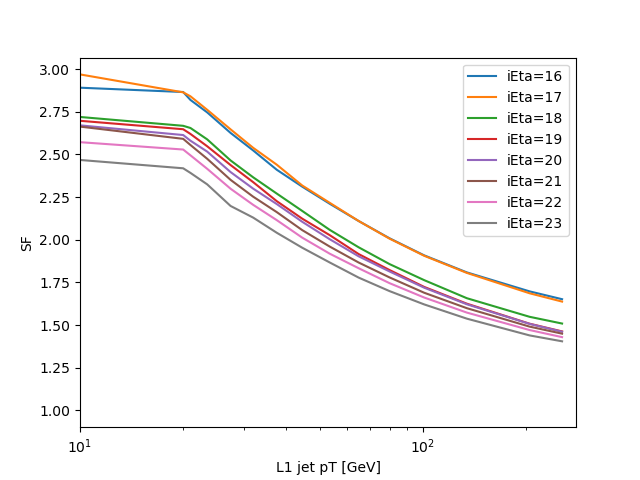 3.00
2.75
2.50
2.25
2.00
1.75
1.50
1.25
1.00
SF
10¹
10²
L1 jet pT [GeV]
iEta=16
iEta=17
iEta=18
iEta=19
iEta=20
iEta=21
iEta=22
iEta=23